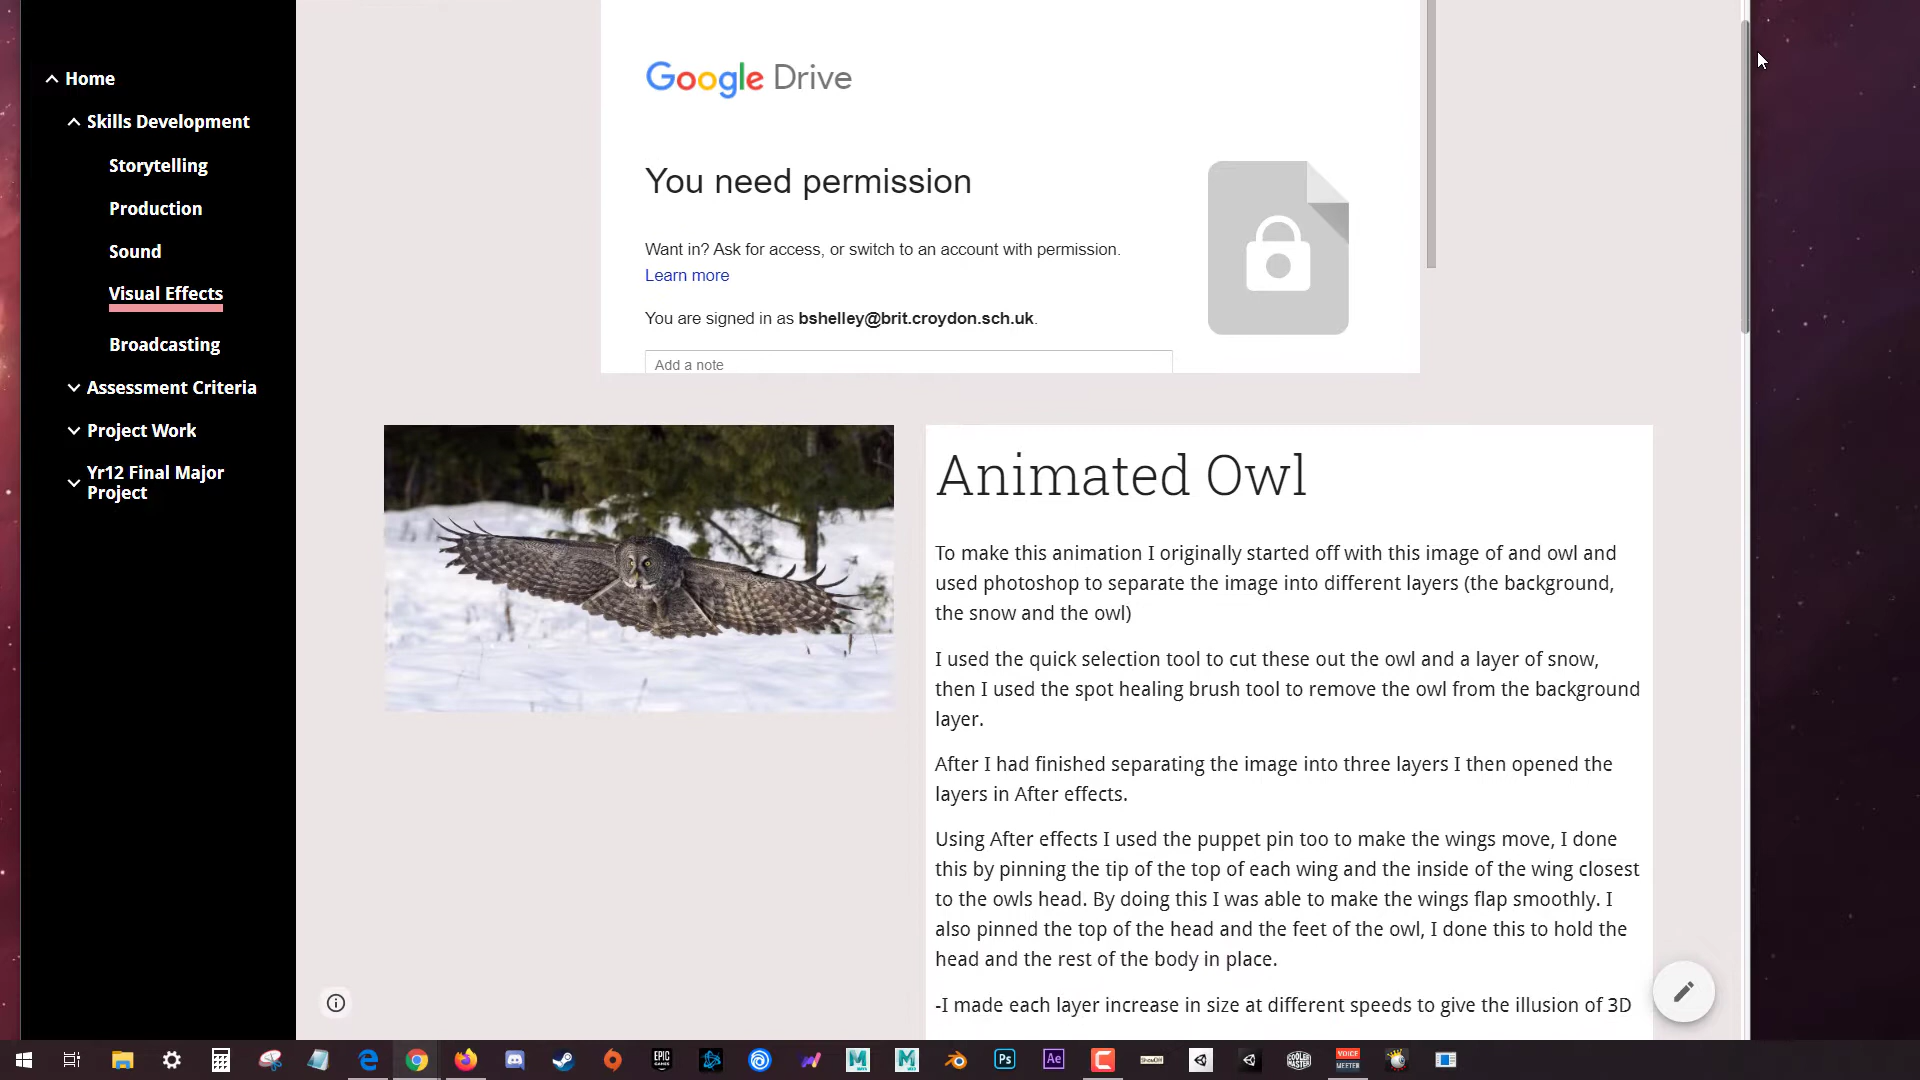 Home
Skills Development
Storytelling
Production
Sound
Visual Effects
Broadcasting
Assessment Criteria
Project Work
Yr12 Final Major
Project
Google Drive
You need permission
Want in? Ask for access, or switch to an account with permission.
Learn more
You are signed in as bshelley@brit.croydon.sch.uk.
Add a note
Animated Owl
To make this animation I originally started off with this image of and owl and
used photoshop to separate the image into different layers (the background,
the snow and the owl)
I used the quick selection tool to cut these out the owl and a layer of snow,
then I used the spot healing brush tool to remove the owl from the background
layer.
After I had finished separating the image into three layers I then opened the
layers in After effects.
Using After effects I used the puppet pin too to make the wings move, I done
this by pinning the tip of the top of each wing and the inside of the wing closest
to the owls head. By doing this I was able to make the wings flap smoothly. I
also pinned the top of the head and the feet of the owl, I done this to hold the
head and the rest of the body in place.
-I made each layer increase in size at different speeds to give the illusion of 3D
EPIC
GAMES
M
M
Ps
Ae
COOLER
MASTER
VOICE
MEETER